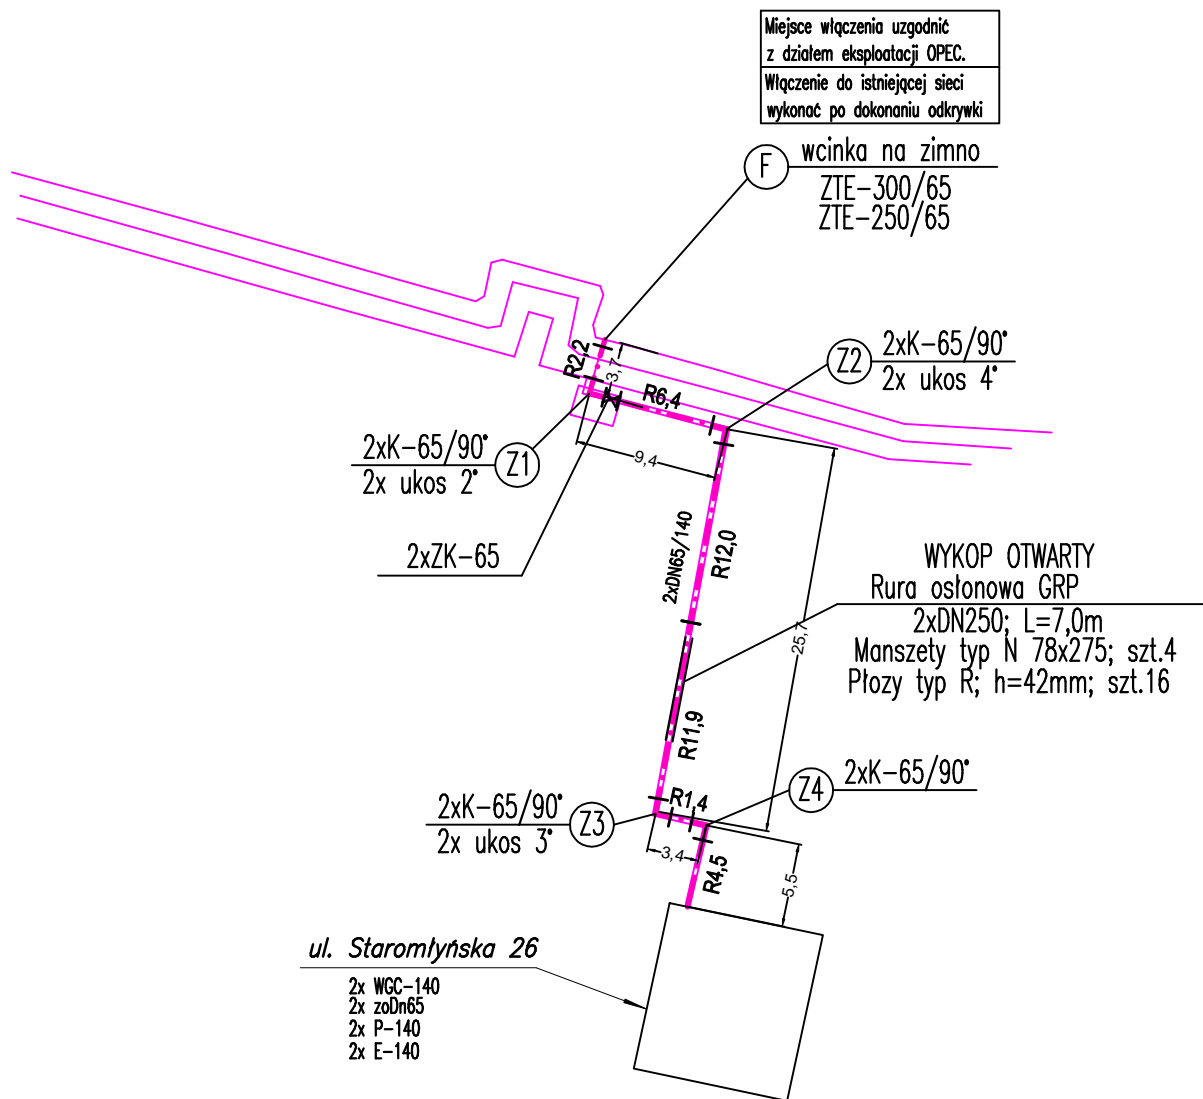 Miejsce włączenia uzgodnić
z działem eksploatacji OPEC.
Włączenie do istniejącej sieci
wykonać po dokonaniu odkrywki
F
wcinka na zimno
ZTE-300/65
ZTE-250/65
Z2
2xK-65/90°
2x ukos 4°
R2,2
3,7
R6,4
2xK-65/90°
2x ukos 2°
Z1
9,4
2xZK-65
2xDN65/140
R12,0
WYKOP OTWARTY
Rura osłonowa GRP
2xDN250; L=7,0m
Manszety typ N 78x275; szt.4
Płozy typ R; h=42mm; szt.16
25,7
R11,9
2xK-65/90°
2x ukos 3°
Z3
R1,4
Z4
2xK-65/90°
3,4
R4,5
5,5
ul. Staromłyńska 26
2x WGC-140
2x zoDn65
2x P-140
2x E-140